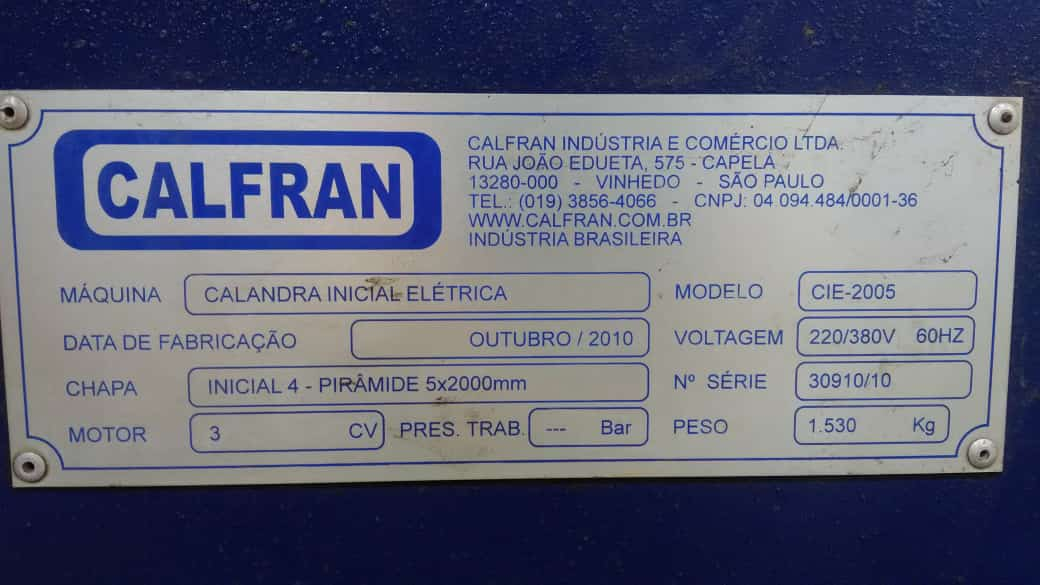 CALFRAN
CALFRAN INDÚSTRIA E COMÉRCIO LTDA.
RUA JOÃO EDUETA, 575 - CAPELA
13280-000 - VINHEDO - SÃO PAULO
TEL.: (019) 3856-4066 - CNPJ: 04 094.484/0001-36
WWW.CALFRAN.COM.BR
INDÚSTRIA BRASILEIRA
MÁQUINA CALANDRA INICIAL ELÉTRICA MODELO CIE-2005
DATA DE FABRICAÇÃO OUTUBRO / 2010 VOLTAGEM 220/380V 60HZ
CHAPA INICIAL 4 - PIRÂMIDE 5x2000mm Nº SÉRIE 30910/10
MOTOR 3 CV PRES. TRAB. --- Bar PESO 1.530 Kg